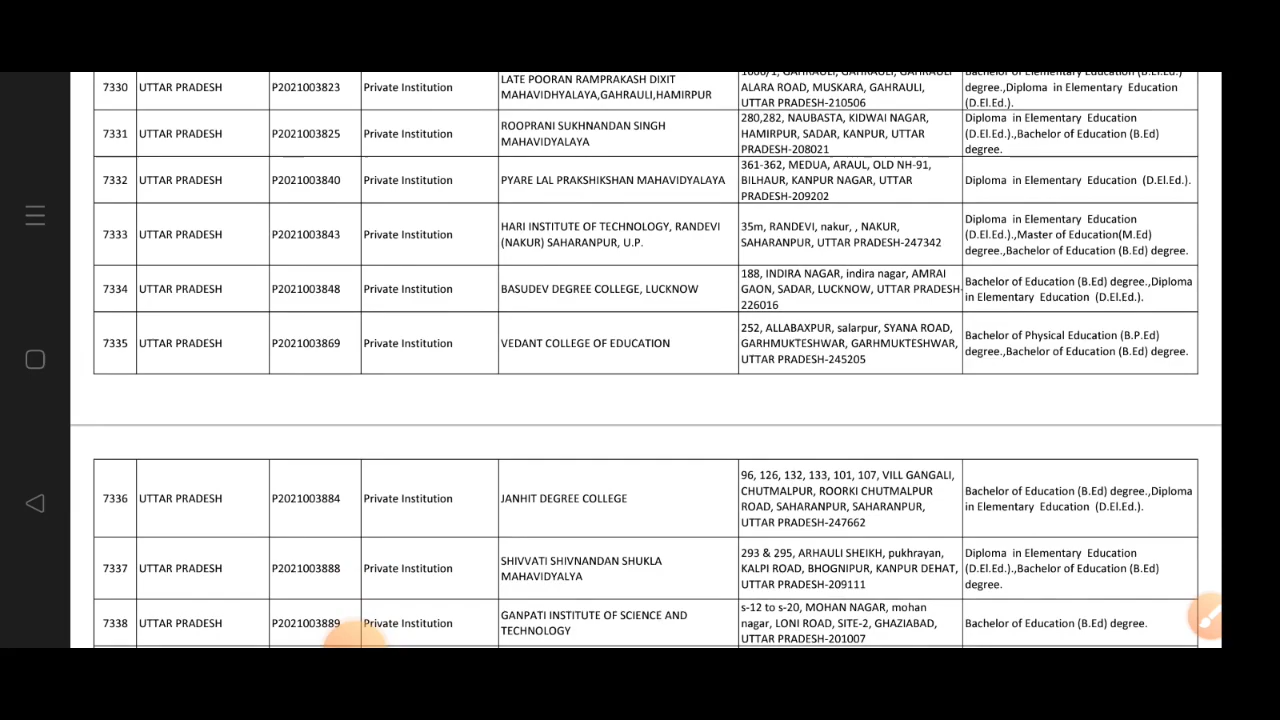 7330 UTTAR PRADESH P2021003823 Private Institution
LATE POORAN RAMPRAKASH DIXIT
MAHAVIDHYALAYA,GAHRAULI,HAMIRPUR
1000/1, GAHRAULI, GAHRAULI, GAHRAULI
ALARA ROAD, MUSKARA, GAHRAULI,
UTTAR PRADESH-210506
Bachelor of Elementary Education (B.El.Ed.)
degree.,Diploma in Elementary Education
(D.El.Ed.).
7331 UTTAR PRADESH P2021003825 Private Institution
ROOPRANI SUKHNANDAN SINGH
MAHAVIDYALAYA
280,282, NAUBASTA, KIDWAI NAGAR,
HAMIRPUR, SADAR, KANPUR, UTTAR
PRADESH-208021
Diploma in Elementary Education
(D.El.Ed.).,Bachelor of Education (B.Ed)
degree.
7332 UTTAR PRADESH P2021003840 Private Institution
PYARE LAL PRAKSHIKSHAN MAHAVIDYALAYA
361-362, MEDUA, ARAUL, OLD NH-91,
BILHAUR, KANPUR NAGAR, UTTAR
PRADESH-209202
Diploma in Elementary Education (D.El.Ed.).
7333 UTTAR PRADESH P2021003843 Private Institution
HARI INSTITUTE OF TECHNOLOGY, RANDEVI
(NAKUR) SAHARANPUR, U.P.
35m, RANDEVI, nakur, , NAKUR,
SAHARANPUR, UTTAR PRADESH-247342
Diploma in Elementary Education
(D.El.Ed.).,Master of Education(M.Ed)
degree.,Bachelor of Education (B.Ed) degree.
7334 UTTAR PRADESH P2021003848 Private Institution
BASUDEV DEGREE COLLEGE, LUCKNOW
188, INDIRA NAGAR, indira nagar, AMRAI
GAON, SADAR, LUCKNOW, UTTAR PRADESH-
226016
Bachelor of Education (B.Ed) degree.,Diploma
in Elementary Education (D.El.Ed.).
7335 UTTAR PRADESH P2021003869 Private Institution
VEDANT COLLEGE OF EDUCATION
252, ALLABAXPUR, salarpur, SYANA ROAD,
GARHMUKTESHWAR, GARHMUKTESHWAR,
UTTAR PRADESH-245205
Bachelor of Physical Education (B.P.Ed)
degree.,Bachelor of Education (B.Ed) degree.
7336 UTTAR PRADESH P2021003884 Private Institution
JANHIT DEGREE COLLEGE
96, 126, 132, 133, 101, 107, VILL GANGALI,
CHUTMALPUR, ROORKI CHUTMALPUR
ROAD, SAHARANPUR, SAHARANPUR,
UTTAR PRADESH-247662
Bachelor of Education (B.Ed) degree.,Diploma
in Elementary Education (D.El.Ed.).
7337 UTTAR PRADESH P2021003888 Private Institution
SHIVVATI SHIVNANDAN SHUKLA
MAHAVIDYALYA
293 & 295, ARHAULI SHEIKH, pukhrayan,
KALPI ROAD, BHOGNIPUR, KANPUR DEHAT,
UTTAR PRADESH-209111
Diploma in Elementary Education
(D.El.Ed.).,Bachelor of Education (B.Ed)
degree.
7338 UTTAR PRADESH P2021003889 Private Institution
GANPATI INSTITUTE OF SCIENCE AND
TECHNOLOGY
s-12 to s-20, MOHAN NAGAR, mohan
nagar, LONI ROAD, SITE-2, GHAZIABAD,
UTTAR PRADESH-201007
Bachelor of Education (B.Ed) degree.